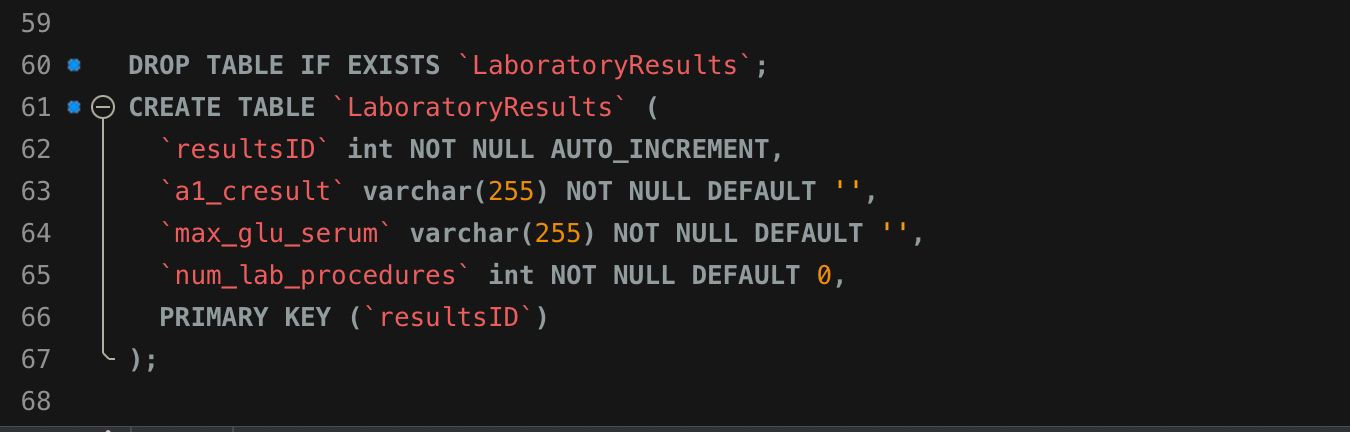 59
60 DROP TABLE IF EXISTS `LaboratoryResults`;
61 CREATE TABLE `LaboratoryResults` (
62 `resultsID` int NOT NULL AUTO_INCREMENT,
63 `a1_cresult` varchar(255) NOT NULL DEFAULT '',
64 `max_glu_serum` varchar(255) NOT NULL DEFAULT '',
65 `num_lab_procedures` int NOT NULL DEFAULT 0,
66 PRIMARY KEY (`resultsID`)
67 );
68